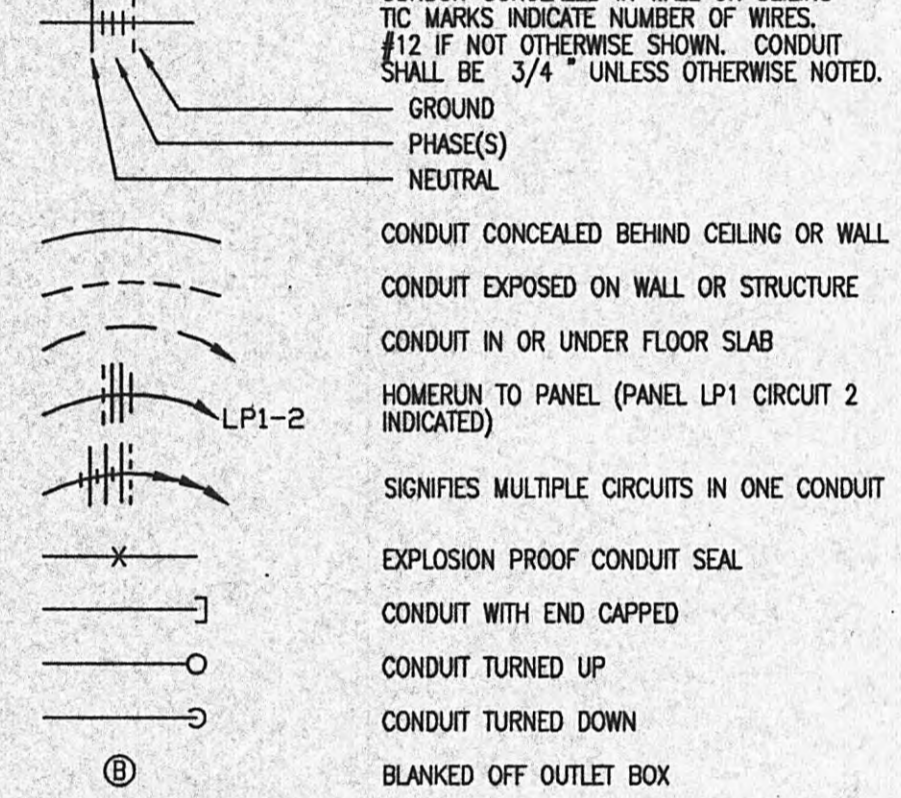 TIC MARKS INDICATE NUMBER OF WIRES.
#12 IF NOT OTHERWISE SHOWN. CONDUIT
SHALL BE 3/4 " UNLESS OTHERWISE NOTED.
GROUND
PHASE(S)
NEUTRAL
CONDUIT CONCEALED BEHIND CEILING OR WALL
CONDUIT EXPOSED ON WALL OR STRUCTURE
CONDUIT IN OR UNDER FLOOR SLAB
LP1-2
HOMERUN TO PANEL (PANEL LP1 CIRCUIT 2
INDICATED)
SIGNIFIES MULTIPLE CIRCUITS IN ONE CONDUIT
X
EXPLOSION PROOF CONDUIT SEAL
CONDUIT WITH END CAPPED
CONDUIT TURNED UP
CONDUIT TURNED DOWN
B
BLANKED OFF OUTLET BOX